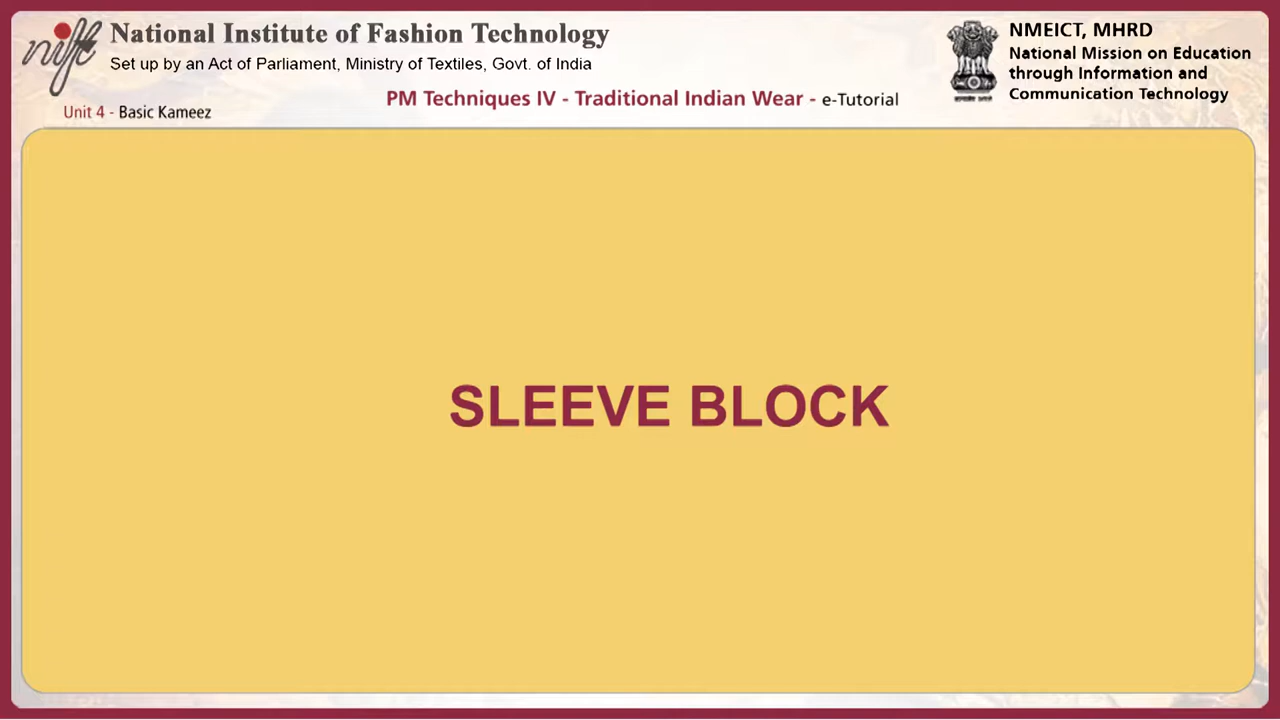 nift
National Institute of Fashion Technology
Set up by an Act of Parliament, Ministry of Textiles, Govt. of India
NMEICT, MHRD
National Mission on Education
through Information and
Communication Technology
PM Techniques IV - Traditional Indian Wear - e-Tutorial
Unit 4 - Basic Kameez
SLEEVE BLOCK